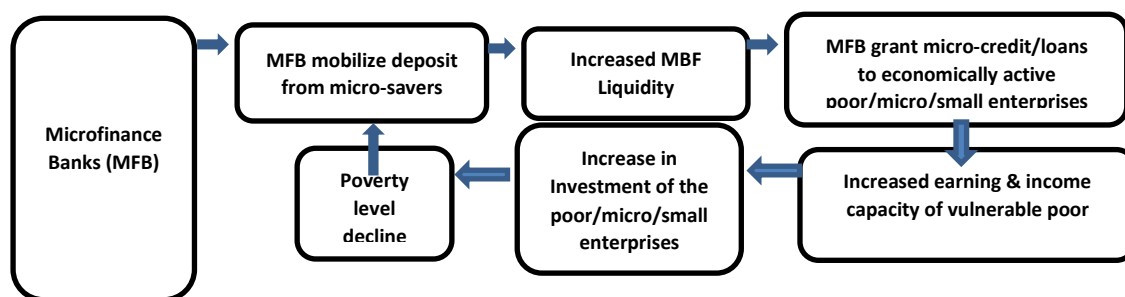 Microfinance
Banks (MFB)
MFB mobilize deposit
from micro-savers
Increased MBF
Liquidity
MFB grant micro-credit/loans
to economically active
poor/micro/small enterprises
Increased earning & income
capacity of vulnerable poor
Increase in
Investment of the
poor/micro/small
enterprises
Poverty
level
decline